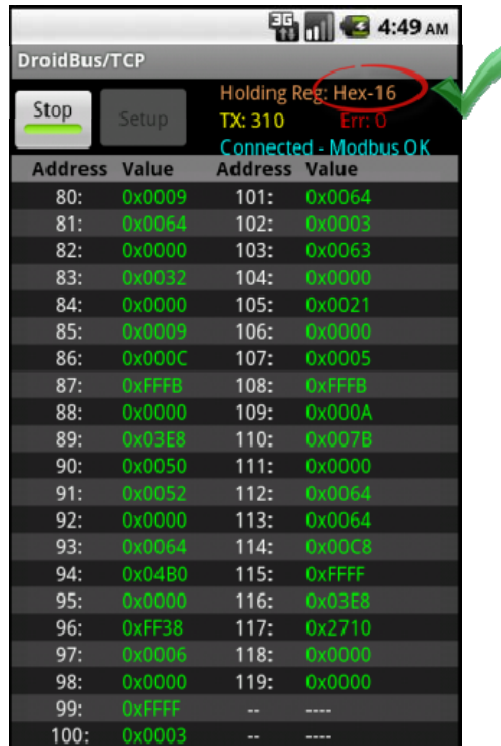 3G 4:49 AM
DroidBus/TCP
Stop Setup Holding Reg: Hex-16
TX: 310 Err: 0
Connected - Modbus OK
Address Value Address Value
80: 0x0009 101: 0x0064
81: 0x0064 102: 0x0003
82: 0x0000 103: 0x0063
83: 0x0032 104: 0x0000
84: 0x0000 105: 0x0021
85: 0x0009 106: 0x0000
86: 0x000C 107: 0x0005
87: 0xFFFB 108: 0xFFFB
88: 0x0000 109: 0x000A
89: 0x03E8 110: 0x007B
90: 0x0050 111: 0x0000
91: 0x0052 112: 0x0064
92: 0x0000 113: 0x0064
93: 0x0064 114: 0x00C8
94: 0x04B0 115: 0xFFFF
95: 0x0000 116: 0x03E8
96: 0xFF38 117: 0x2710
97: 0x0006 118: 0x0000
98: 0x0000 119: 0x0000
99: 0xFFFF -- ----
100: 0x0003 -- ----